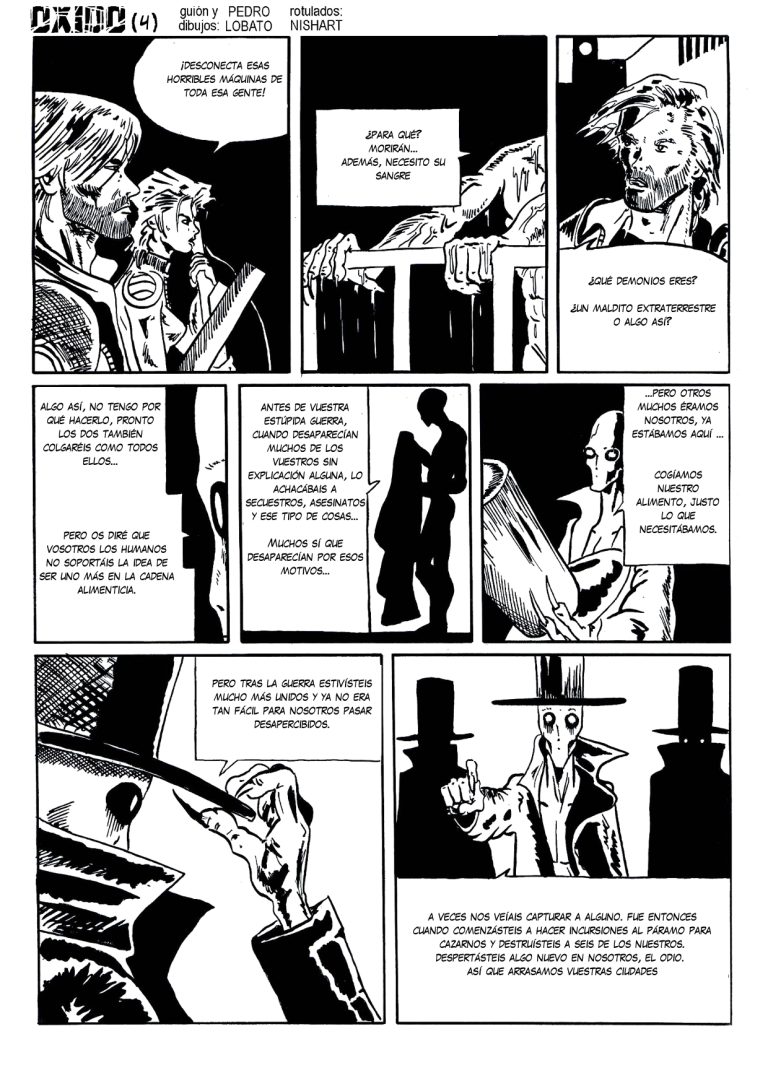 OXIDO (4)
guión y PEDRO rotulados:
dibujos: LOBATO NISHART
¡DESCONECTA ESAS
HORRIBLES MÁQUINAS DE
TODA ESA GENTE!
¿PARA QUÉ?
MORIRÁN...
ADEMÁS, NECESITO SU
SANGRE
¿QUÉ DEMONIOS ERES?
¿UN MALDITO EXTRATERRESTRE
O ALGO ASÍ?
ALGO ASÍ, NO TENGO POR
QUÉ HACERLO, PRONTO
LOS DOS TAMBIÉN
COLGARÉIS COMO TODOS
ELLOS...
PERO OS DIRÉ QUE
VOSOTROS LOS HUMANOS
NO SOPORTÁIS LA IDEA DE
SER UNO MÁS EN LA CADENA
ALIMENTICIA.
ANTES DE VUESTRA
ESTÚPIDA GUERRA,
CUANDO DESAPARECÍAN
MUCHOS DE LOS
VUESTROS SIN
EXPLICACIÓN ALGUNA, LO
ACHACÁBAIS A
SECUESTROS, ASESINATOS
Y ESE TIPO DE COSAS...
MUCHOS SÍ QUE
DESAPARECÍAN POR ESOS
MOTIVOS...
...PERO OTROS
MUCHOS ÉRAMOS
NOSOTROS, YA
ESTÁBAMOS AQUÍ ...
COGÍAMOS
NUESTRO
ALIMENTO, JUSTO
LO QUE
NECESITÁBAMOS.
PERO TRAS LA GUERRA ESTIVÍSTEIS
MUCHO MÁS UNIDOS Y YA NO ERA
TAN FÁCIL PARA NOSOTROS PASAR
DESAPERCIBIDOS.
A VECES NOS VEÍAIS CAPTURAR A ALGUNO. FUE ENTONCES
CUANDO COMENZÁSTEIS A HACER INCURSIONES AL PÁRAMO PARA
CAZARNOS Y DESTRUÍSTEIS A SEIS DE LOS NUESTROS.
DESPERTÁSTEIS ALGO NUEVO EN NOSOTROS, EL ODIO.
ASÍ QUE ARRASAMOS VUESTRAS CIUDADES